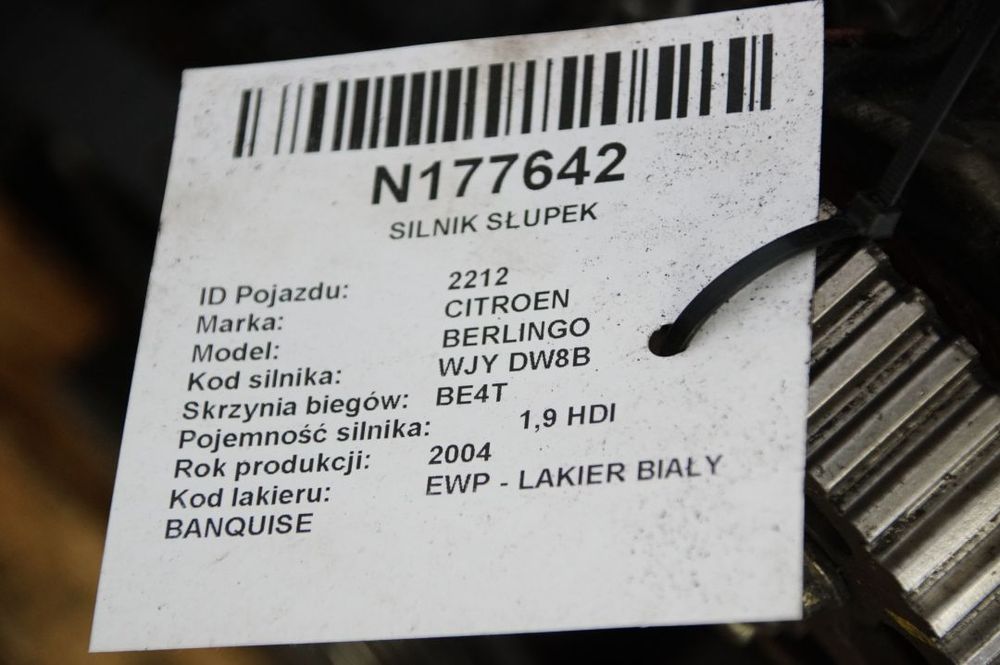 N177642
SILNIK SŁUPEK
ID Pojazdu: 2212
Marka: CITROEN
Model: BERLINGO
Kod silnika: WJY DW8B
Skrzynia biegów: BE4T
Pojemność silnika: 1,9 HDI
Rok produkcji: 2004
Kod lakieru: EWP - LAKIER BIAŁY
BANQUISE